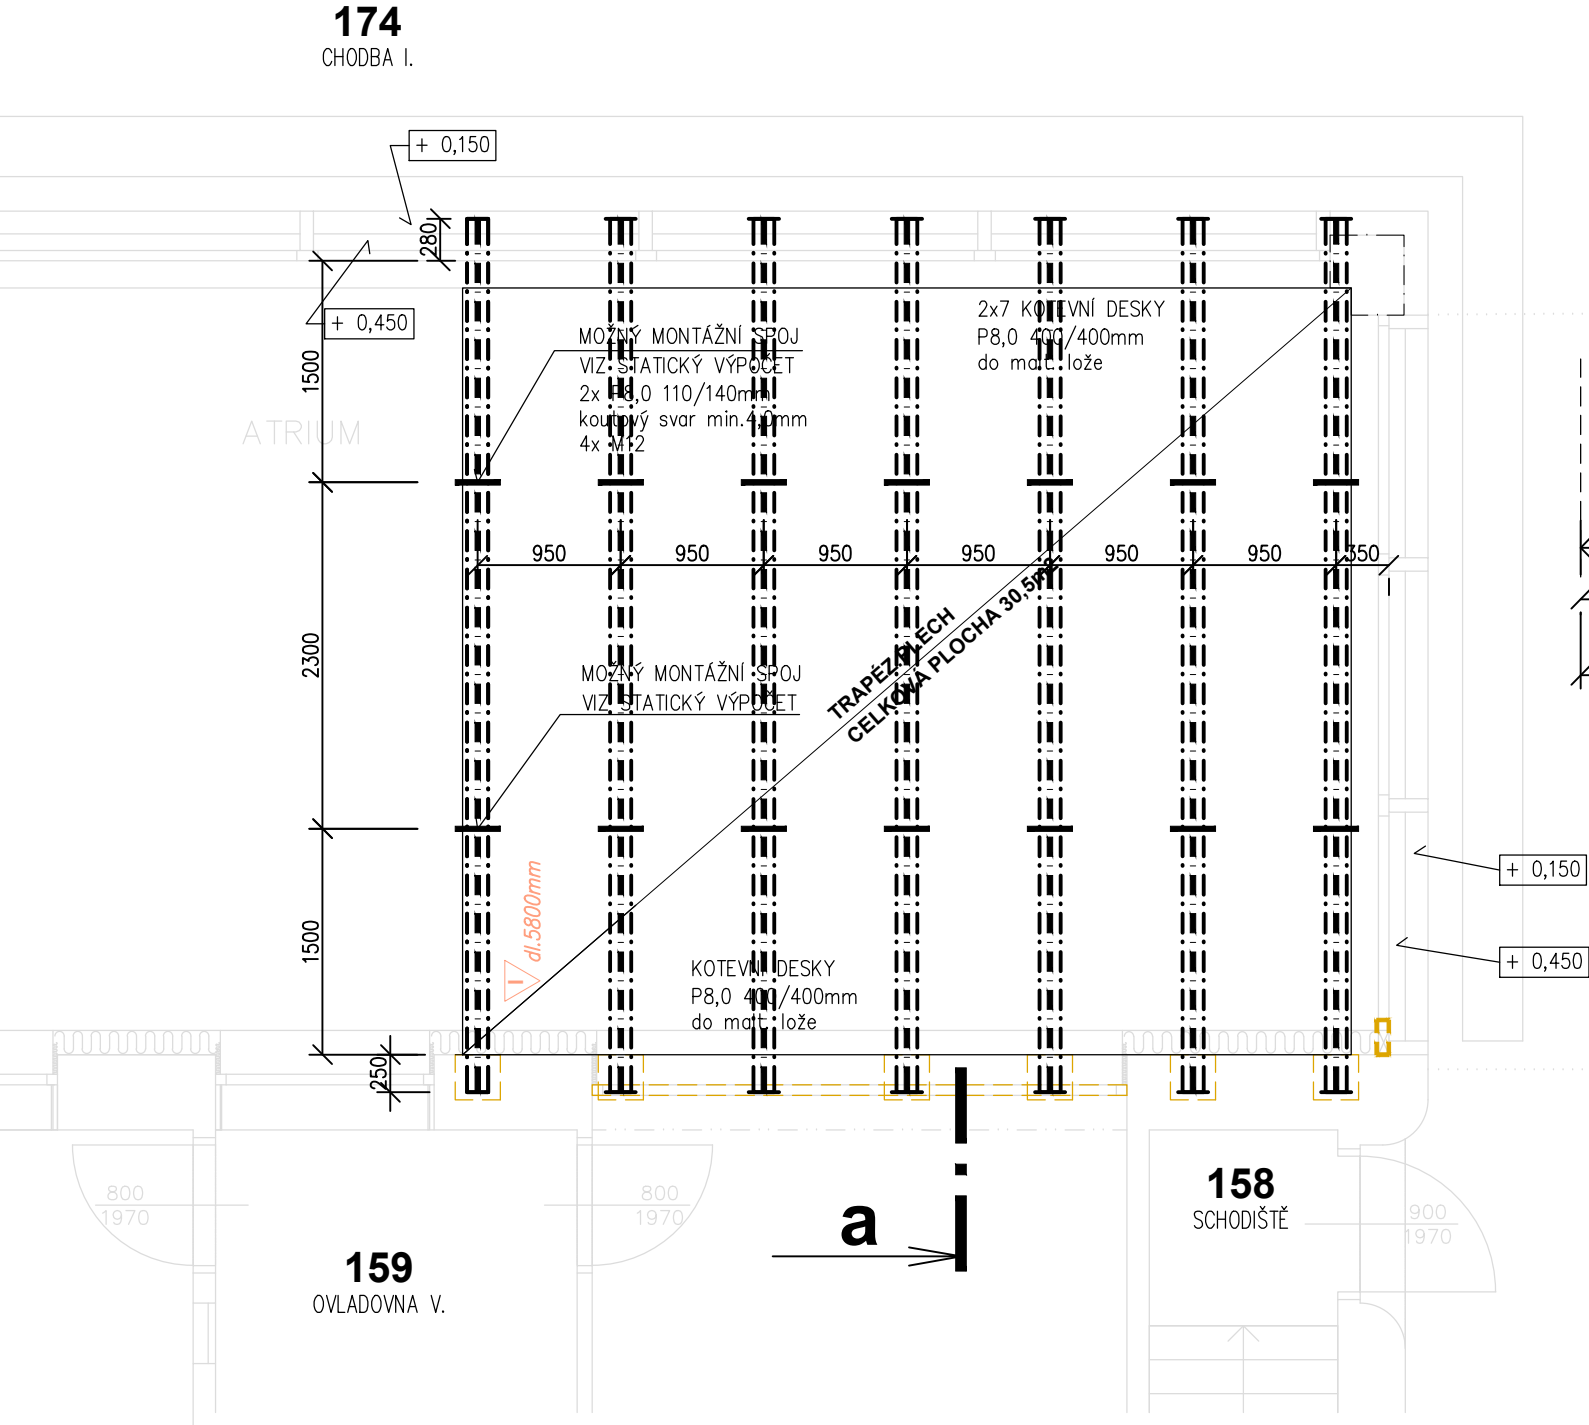 174
CHODBA I.
+ 0,150
280
+ 0,450
1500
ATRIUM
MOŽNÝ MONTÁŽNÍ SPOJ
VIZ STATICKÝ VÝPOČET
2x P8,0 110/140mm
koutový svar min.4,0mm
4x M12
2x7 KOTEVNÍ DESKY
P8,0 400/400mm
do malt. lože
950
950
950
950
950
950
350
2300
MOŽNÝ MONTÁŽNÍ SPOJ
VIZ STATICKÝ VÝPOČET
TRAPÉZ.PLECH
CELKOVÁ PLOCHA 30,5m2
1500
I
dl.5800mm
KOTEVNÍ DESKY
P8,0 400/400mm
do malt. lože
+ 0,150
+ 0,450
250
800
1970
800
1970
159
OVLADOVNA V.
a
158
SCHODIŠTĚ
900
1970